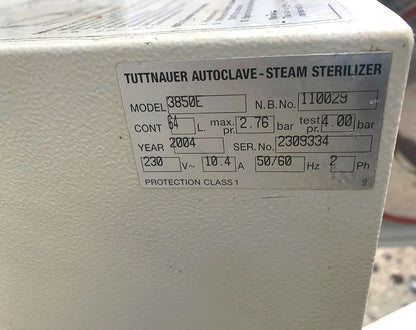 TUTTNAUER AUTOCLAVE - STEAM STERILIZER
MODEL 3850E N.B.No. 110029
CONT 64 L. max. pr. 2.76 bar test pr. 4.00 bar
YEAR 2004 SER.No. 2309334
230 V~ 10.4 A 50/60 Hz 2 Ph
PROTECTION CLASS 1